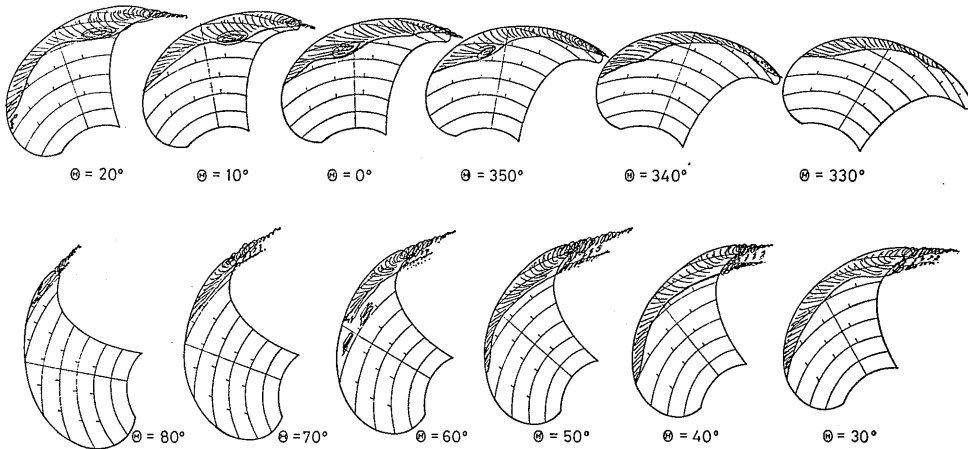 Θ = 20° Θ = 10° Θ = 0° Θ = 350° Θ = 340° Θ = 330°
Θ = 80° Θ = 70° Θ = 60° Θ = 50° Θ = 40° Θ = 30°